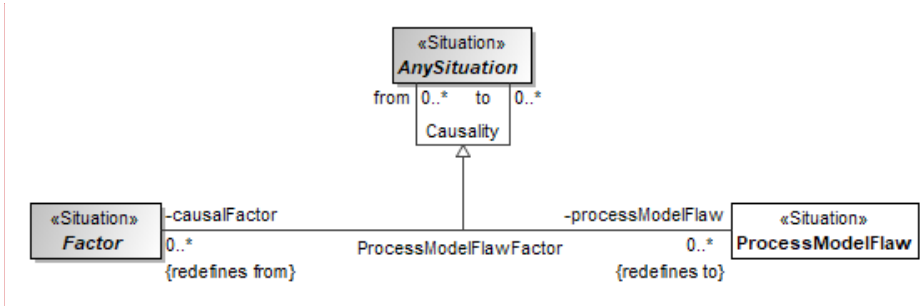 «Situation»
AnySituation
from 0..* to 0..*
Causality
«Situation»
Factor
-causalFactor
0..*
{redefines from}
ProcessModelFlawFactor
-processModelFlaw
0..*
{redefines to}
«Situation»
ProcessModelFlaw